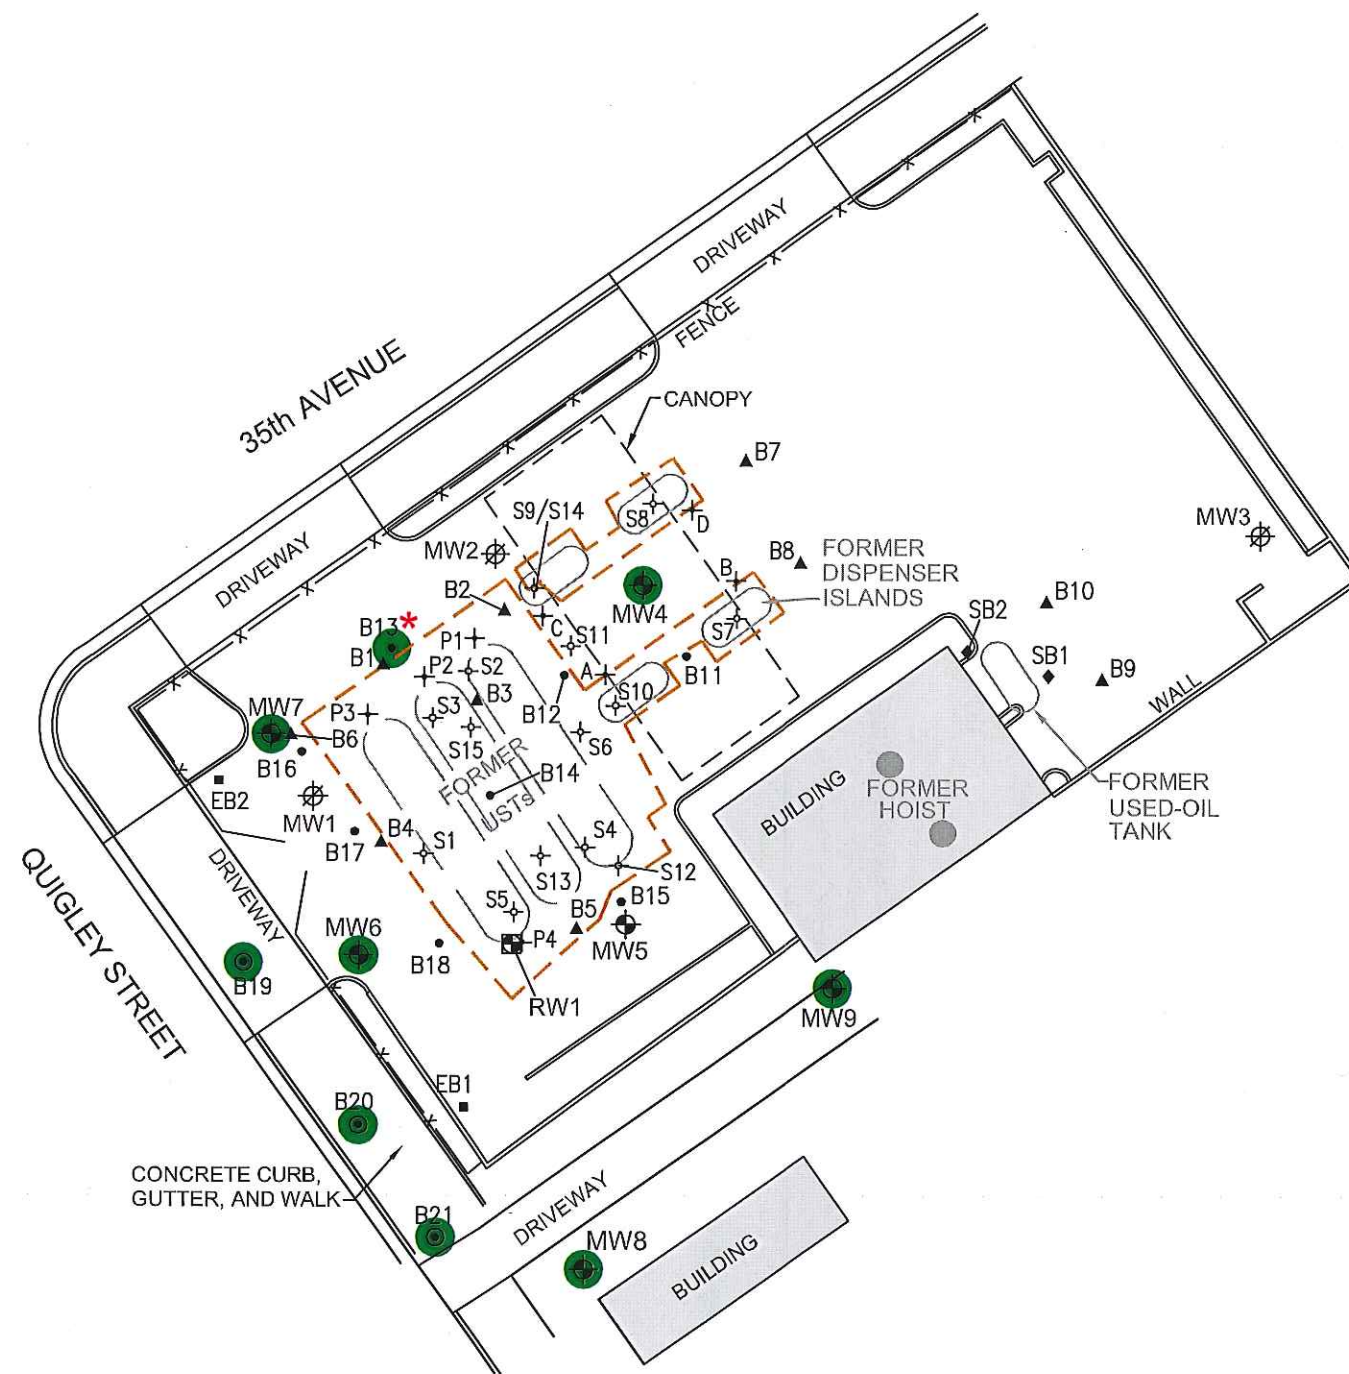 DRIVEWAY
FENCE
35th AVENUE
CANOPY
B7
S9/S14
S8
D
MW3
MW2
DRIVEWAY
B8
FORMER
DISPENSER
ISLANDS
B
B2
MW4
B10
B13*
C
S11
S7
SB2
P1
B1
P2
S2
A
B11
SB1
B9
B3
B12
S10
WALL
MW7
P3
S3
B6
S15
S6
B16
FORMER
USTs
B14
BUILDING
FORMER
HOIST
FORMER
USED-OIL
TANK
EB2
MW1
B17
B4
S1
S4
QUIGLEY STREET
DRIVEWAY
S13
S12
S5
B15
B5
MW6
P4
MW5
B18
B19
RW1
MW9
EB1
B20
CONCRETE CURB,
GUTTER, AND WALK
B21
DRIVEWAY
MW8
BUILDING